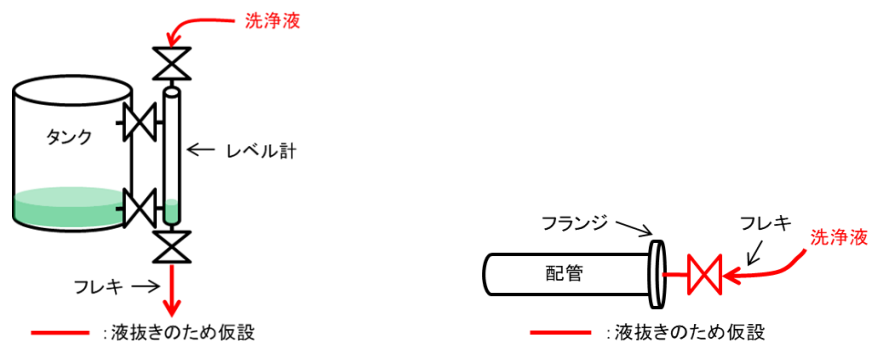 洗浄液
タンク
レベル計
フレキ
:液抜きのため仮設
フランジ
フレキ
洗浄液
配管
:液抜きのため仮設